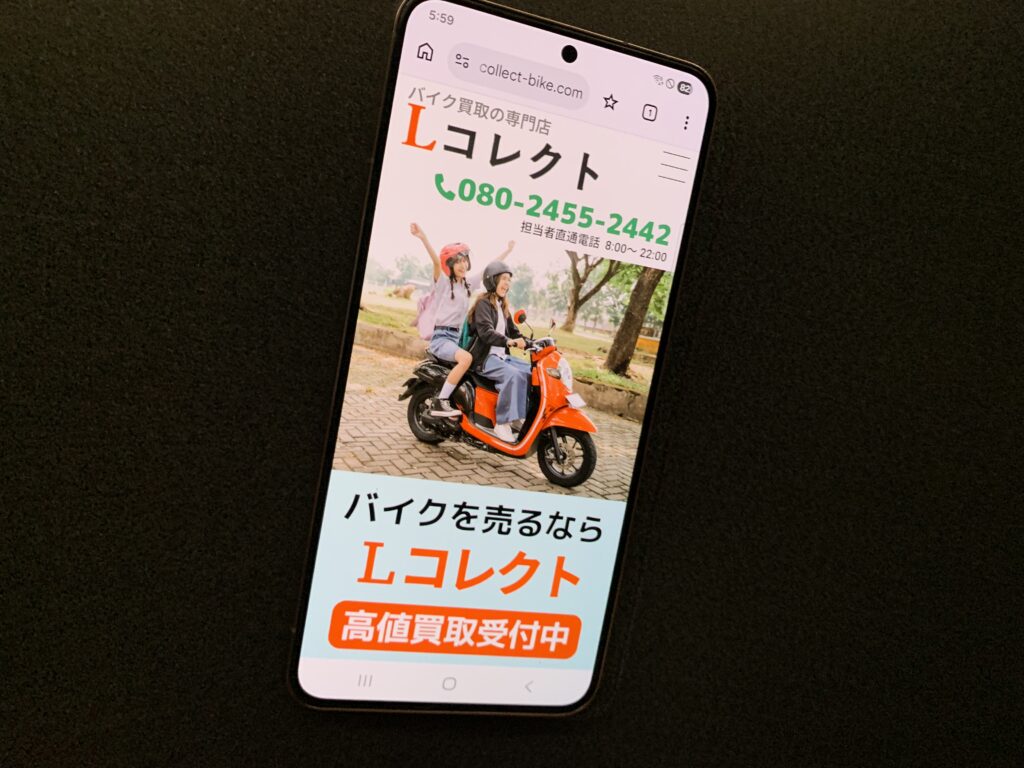 5:59
82
collect-bike.com
1
バイク買取の専門店
Lコレクト
080-2455-2442
担当者直通電話 8:00～22:00
バイクを売るなら
Lコレクト
高値買取受付中